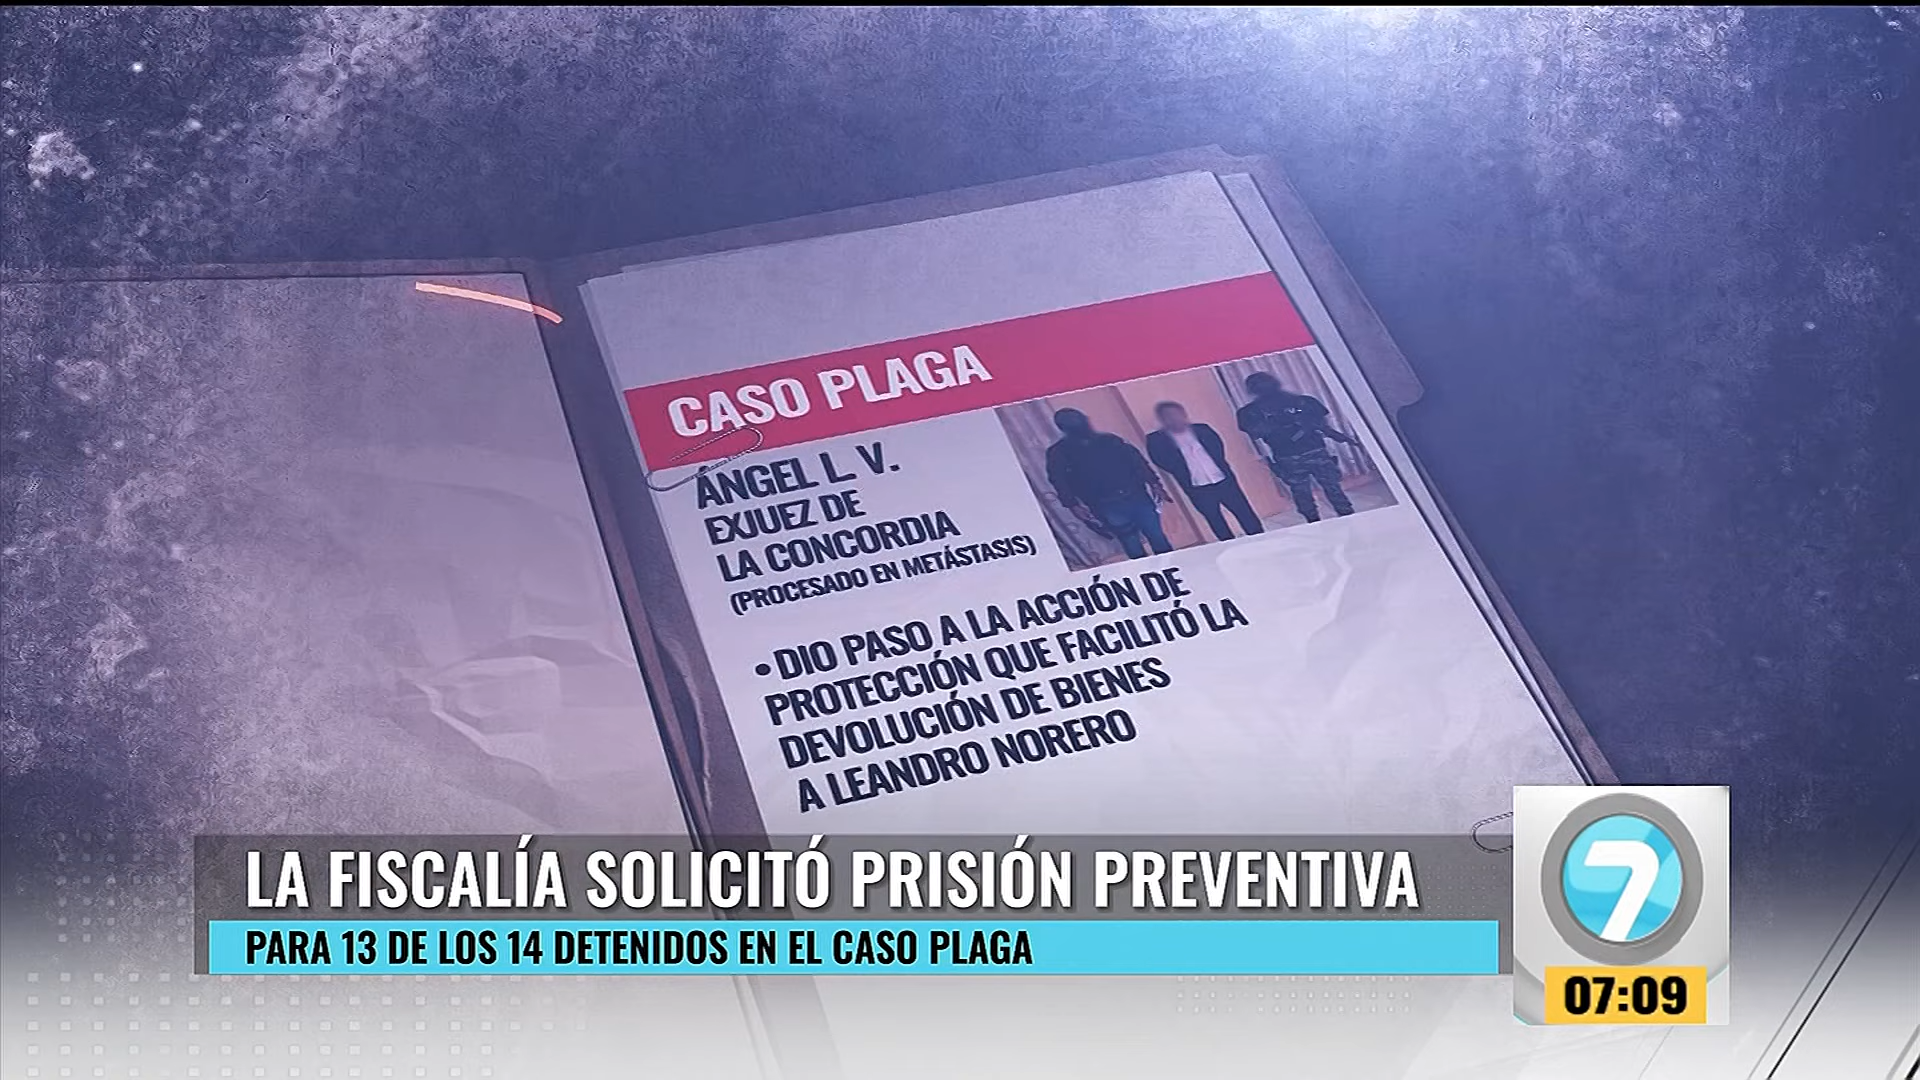 CASO PLAGA
ÁNGEL L V.
EXJUEZ DE
LA CONCORDIA
(PROCESADO EN METÁSTASIS)
• DIO PASO A LA ACCIÓN DE
PROTECCIÓN QUE FACILITÓ LA
DEVOLUCIÓN DE BIENES
A LEANDRO NORERO
LA FISCALÍA SOLICITÓ PRISIÓN PREVENTIVA
PARA 13 DE LOS 14 DETENIDOS EN EL CASO PLAGA
7
07:09